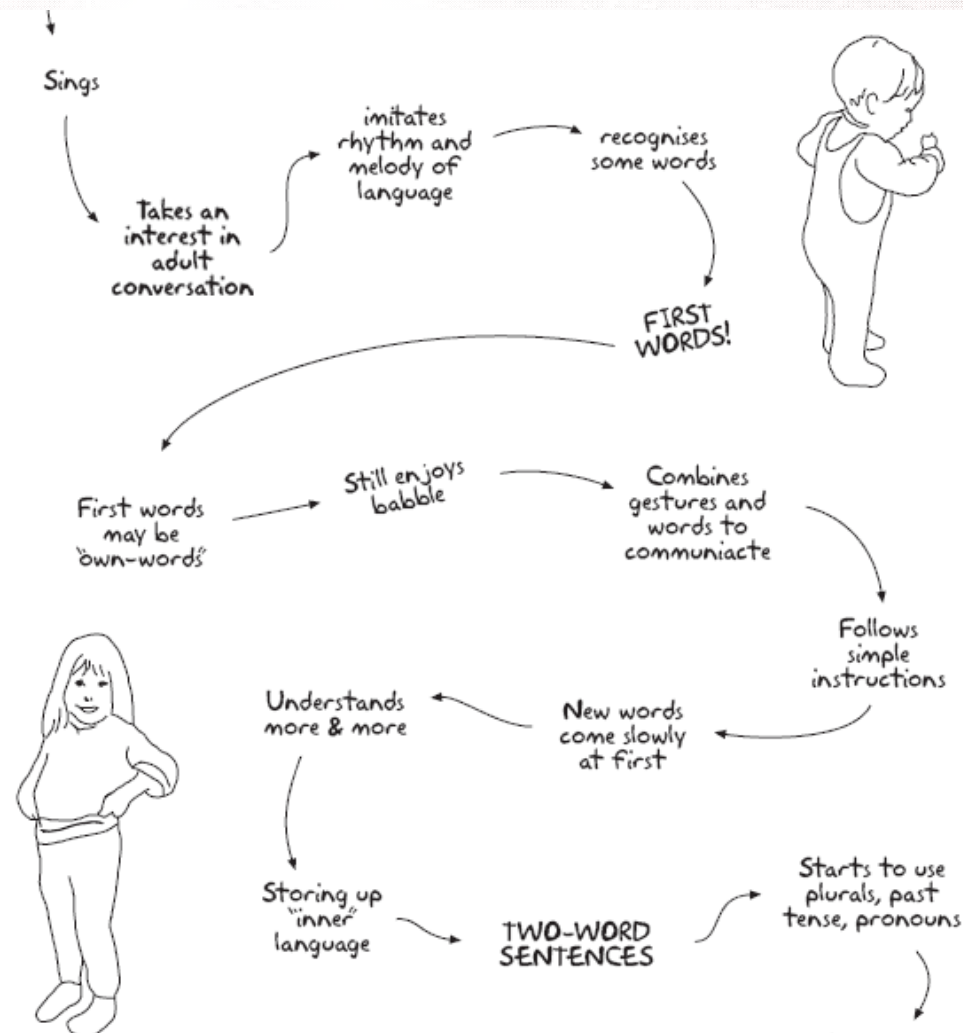 Sings
Takes an
interest in
adult
conversation
imitates
rhythm and
melody of
language
recognises
some words
FIRST
WORDS!
First words
may be
"own-words"
Still enjoys
babble
Combines
gestures and
words to
communiacte
Follows
simple
instructions
New words
come slowly
at first
Understands
more & more
Storing up
"inner"
language
TWO-WORD
SENTENCES
Starts to use
plurals, past
tense, pronouns